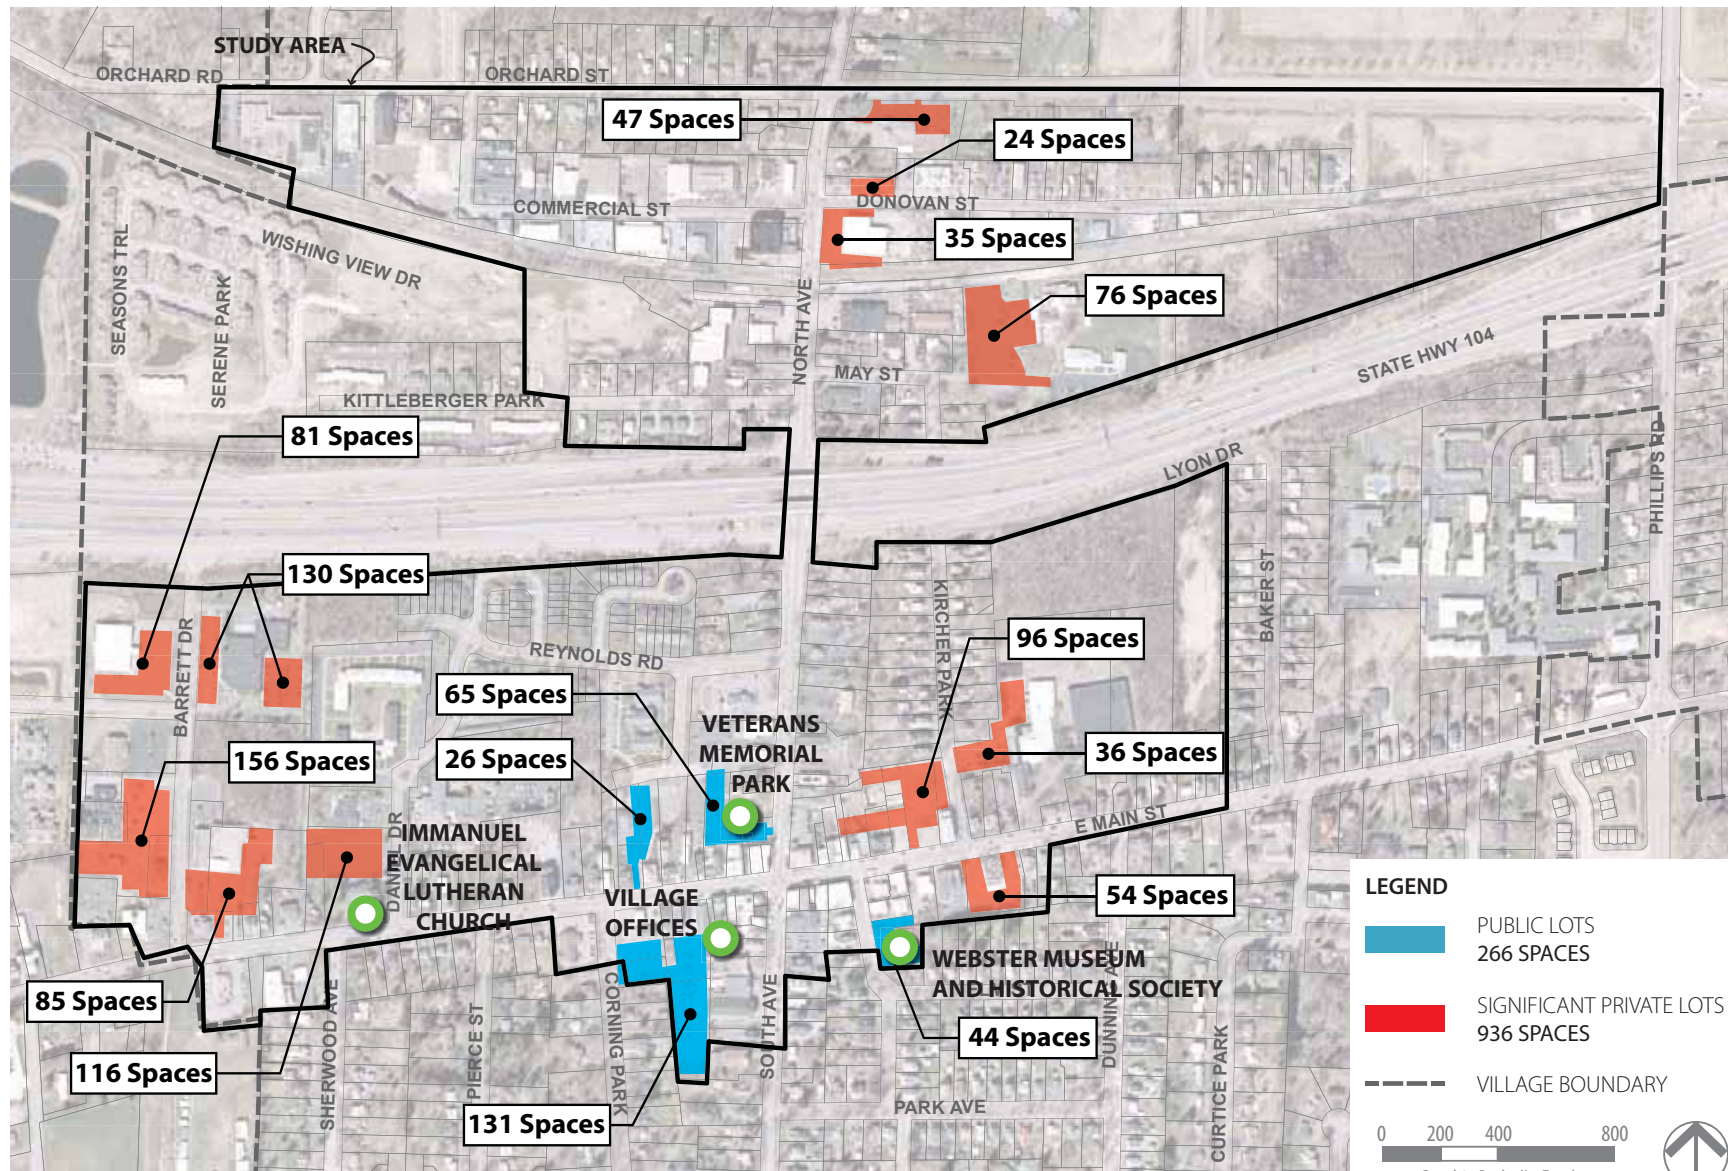 STUDY AREA
ORCHARD RD
ORCHARD ST
47 Spaces
24 Spaces
COMMERCIAL ST
DONOVAN ST
35 Spaces
SEASONS TRL
WISHING VIEW DR
SERENE PARK
NORTH AVE
76 Spaces
STATE HWY 104
MAY ST
KITTLEBERGER PARK
81 Spaces
LYON DR
PHILLIPS RD
130 Spaces
BARRETT DR
REYNOLDS RD
KIRCHER PARK
BAKER ST
96 Spaces
65 Spaces
VETERANS
MEMORIAL
PARK
156 Spaces
26 Spaces
36 Spaces
E MAIN ST
DANIL DR
IMMANUEL
EVANGELICAL
LUTHERAN
CHURCH
VILLAGE
OFFICES
54 Spaces
WEBSTER MUSEUM
AND HISTORICAL SOCIETY
85 Spaces
SHERWOOD AVE
PIERCE ST
CORNING PARK
SOUTH AVE
44 Spaces
DUNNING AVE
CURTICE PARK
116 Spaces
131 Spaces
PARK AVE
LEGEND
PUBLIC LOTS
266 SPACES
SIGNIFICANT PRIVATE LOTS
936 SPACES
VILLAGE BOUNDARY
0 200 400 800